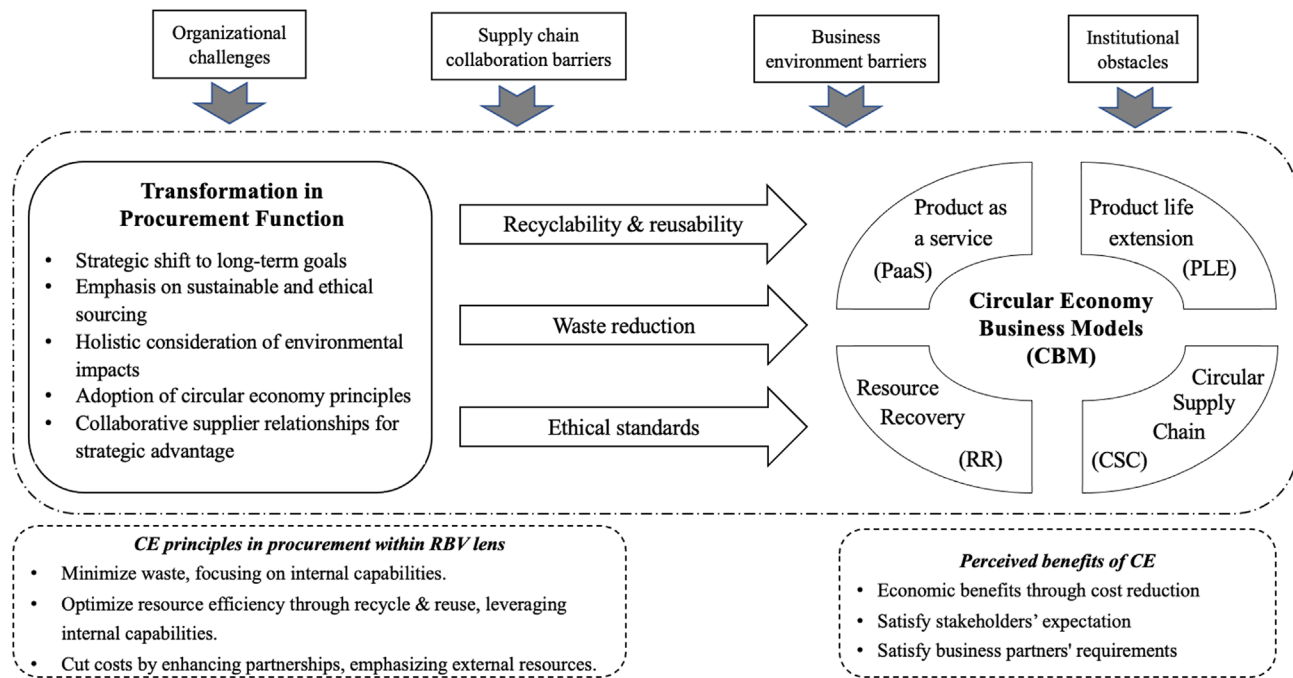 Organizational
challenges
Supply chain
collaboration barriers
Business
environment barriers
Institutional
obstacles
Transformation in
Procurement Function
• Strategic shift to long-term goals
• Emphasis on sustainable and ethical
sourcing
• Holistic consideration of environmental
impacts
• Adoption of circular economy principles
• Collaborative supplier relationships for
strategic advantage
Recyclability & reusability
Waste reduction
Ethical standards
Product as
a service
(PaaS)
Product life
extension
(PLE)
Circular Economy
Business Models
(CBM)
Resource
Recovery
(RR)
Circular
Supply
Chain
(CSC)
CE principles in procurement within RBV lens
• Minimize waste, focusing on internal capabilities.
• Optimize resource efficiency through recycle & reuse, leveraging
internal capabilities.
• Cut costs by enhancing partnerships, emphasizing external resources.
Perceived benefits of CE
• Economic benefits through cost reduction
• Satisfy stakeholders’ expectation
• Satisfy business partners' requirements